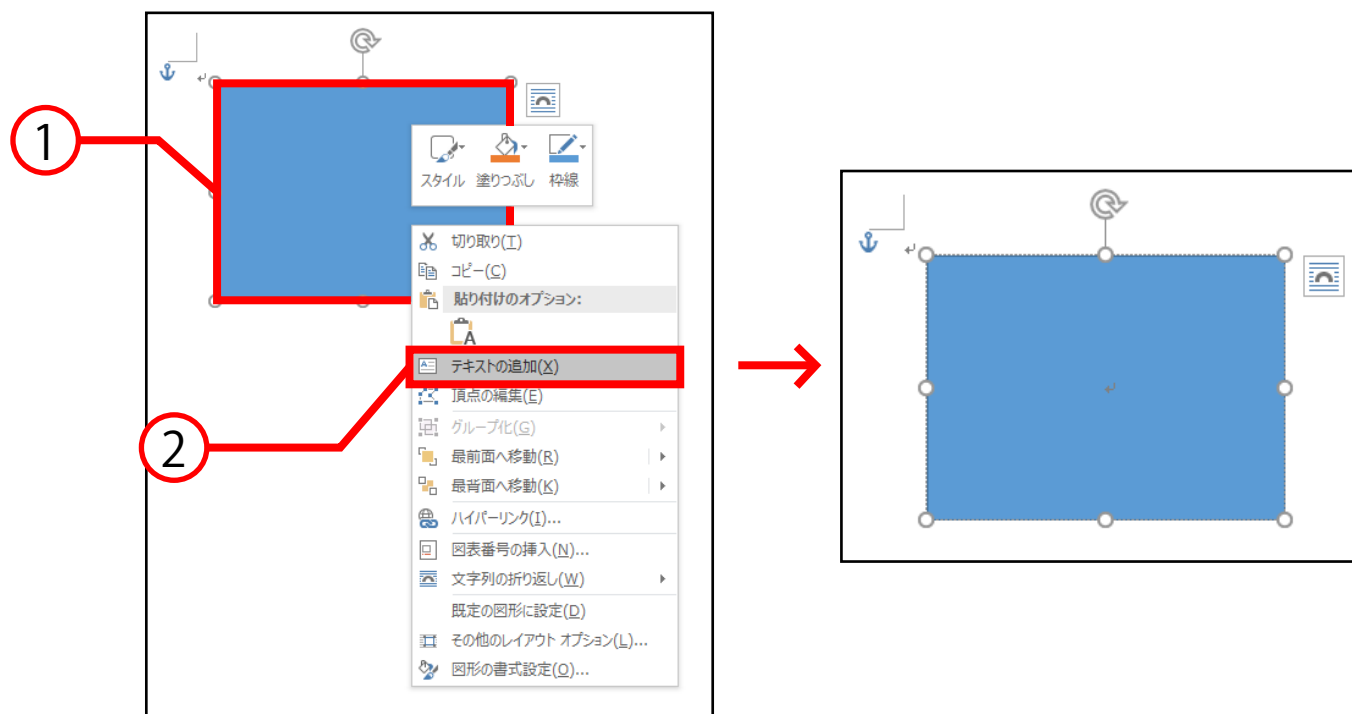 1
スタイル 塗りつぶし 枠線
切り取り(T)
コピー(C)
貼り付けのオプション:
テキストの追加(X)
頂点の編集(E)
グループ化(G)
最前面へ移動(R)
最背面へ移動(K)
ハイパーリンク(I)...
図表番号の挿入(N)...
文字列の折り返し(W)
既定の図形に設定(D)
その他のレイアウト オプション(L)...
図形の書式設定(O)...
2